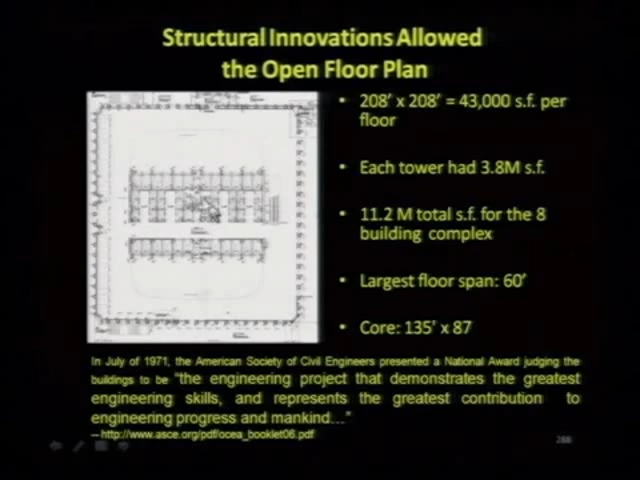 Structural Innovations Allowed
the Open Floor Plan
• 208’ x 208’ = 43,000 s.f. per
floor
• Each tower had 3.8M s.f.
• 11.2 M total s.f. for the 8
building complex
• Largest floor span: 60’
• Core: 135’ x 87
In July of 1971, the American Society of Civil Engineers presented a National Award judging the
buildings to be “the engineering project that demonstrates the greatest
engineering skills, and represents the greatest contribution to
engineering progress and mankind...”
– http://www.asce.org/pdf/ocea_booklet06.pdf